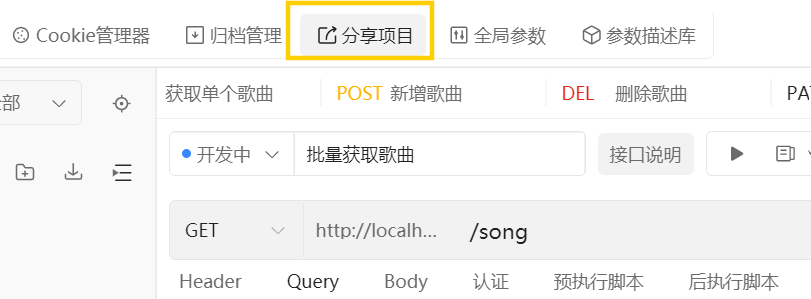 Cookie管理器 归档管理 分享项目 全局参数 参数描述库
部 获取单个歌曲 POST 新增歌曲 DEL 删除歌曲 PA
开发中 批量获取歌曲 接口说明
GET http://localh... /song
Header Query Body 认证 预执行脚本 后执行脚本